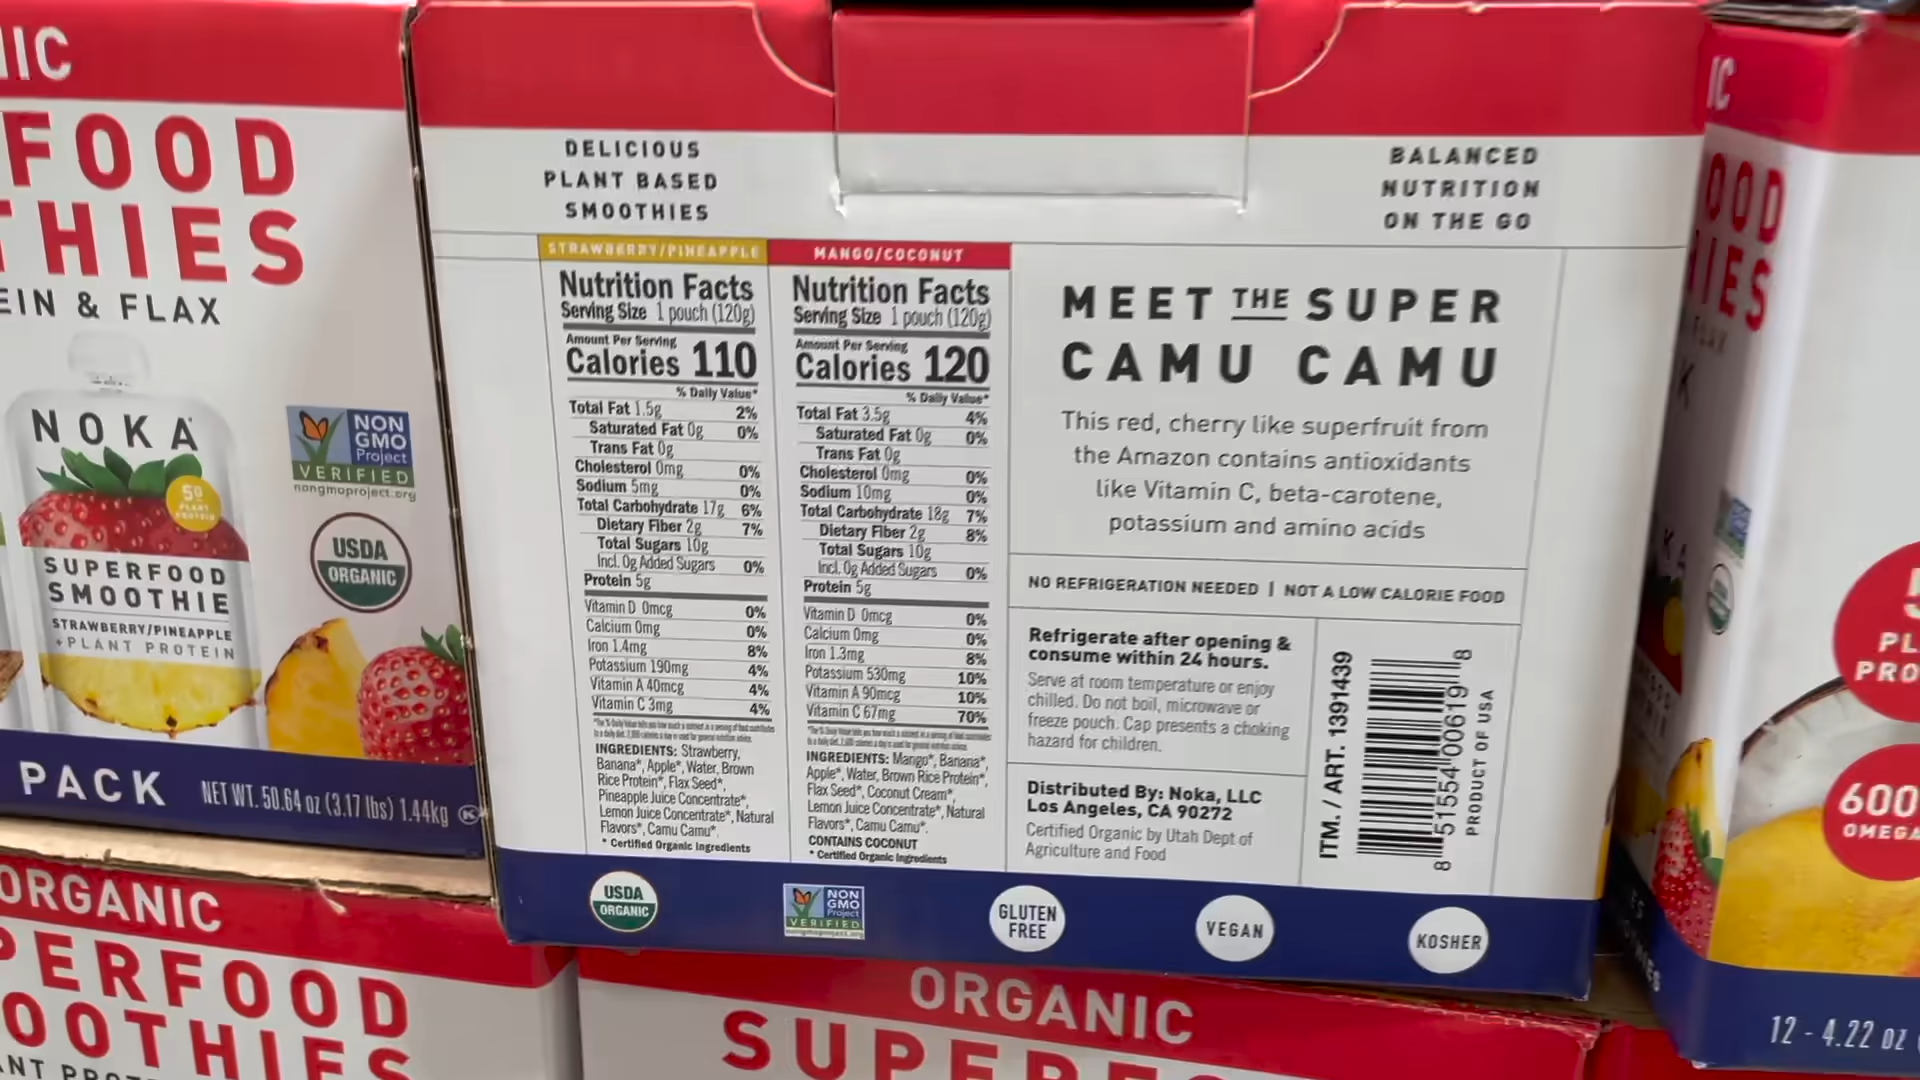 IC
FOOD
THIES
EIN & FLAX
NOKA
5g
PLANT
PROTEIN
SUPERFOOD
SMOOTHIE
STRAWBERRY/PINEAPPLE
+PLANT PROTEIN
NON
GMO
Project
VERIFIED
nongmoproject.org
USDA
ORGANIC
PACK NET WT. 50.64 oz (3.17 lbs) 1.44kg K
DELICIOUS
PLANT BASED
SMOOTHIES
BALANCED
NUTRITION
ON THE GO
STRAWBERRY/PINEAPPLE
Nutrition Facts
Serving Size 1 pouch (120g)
Amount Per Serving
Calories 110
% Daily Value*
Total Fat 1.5g 2%
Saturated Fat 0g 0%
Trans Fat 0g
Cholesterol 0mg 0%
Sodium 5mg 0%
Total Carbohydrate 17g 6%
Dietary Fiber 2g 7%
Total Sugars 10g
Incl. 0g Added Sugars 0%
Protein 5g
Vitamin D 0mcg 0%
Calcium 0mg 0%
Iron 1.4mg 8%
Potassium 190mg 4%
Vitamin A 40mcg 4%
Vitamin C 3mg 4%
INGREDIENTS: Strawberry,
Banana*, Apple*, Water, Brown
Rice Protein*, Flax Seed*,
Pineapple Juice Concentrate*,
Lemon Juice Concentrate*, Natural
Flavors*, Camu Camu*.
* Certified Organic Ingredients
MANGO/COCONUT
Nutrition Facts
Serving Size 1 pouch (120g)
Amount Per Serving
Calories 120
% Daily Value*
Total Fat 3.5g 4%
Saturated Fat 0g 0%
Trans Fat 0g
Cholesterol 0mg 0%
Sodium 10mg 0%
Total Carbohydrate 18g 7%
Dietary Fiber 2g 8%
Total Sugars 10g
Incl. 0g Added Sugars 0%
Protein 5g
Vitamin D 0mcg 0%
Calcium 0mg 0%
Iron 1.3mg 8%
Potassium 530mg 10%
Vitamin A 90mcg 10%
Vitamin C 67mg 70%
INGREDIENTS: Mango*, Banana*,
Apple*, Water, Brown Rice Protein*,
Flax Seed*, Coconut Cream*,
Lemon Juice Concentrate*, Natural
Flavors*, Camu Camu*.
CONTAINS COCONUT
* Certified Organic Ingredients
MEET THE SUPER
CAMU CAMU
This red, cherry like superfruit from
the Amazon contains antioxidants
like Vitamin C, beta-carotene,
potassium and amino acids
NO REFRIGERATION NEEDED | NOT A LOW CALORIE FOOD
Refrigerate after opening &
consume within 24 hours.
Serve at room temperature or enjoy
chilled. Do not boil, microwave or
freeze pouch. Cap presents a choking
hazard for children.
Distributed By: Noka, LLC
Los Angeles, CA 90272
Certified Organic by Utah Dept of
Agriculture and Food
ITM. / ART. 1391439
8 51554 00619 8
PRODUCT OF USA
USDA
ORGANIC
NON
GMO
Project
VERIFIED
nongmoproject.org
GLUTEN
FREE
VEGAN
KOSHER
IC
OOD
IES
FLAX
PL
PRO
600
OMEGA
12 - 4.22 oz
ORGANIC
PERFOOD
OOTHIES
ORGANIC
SUPERF